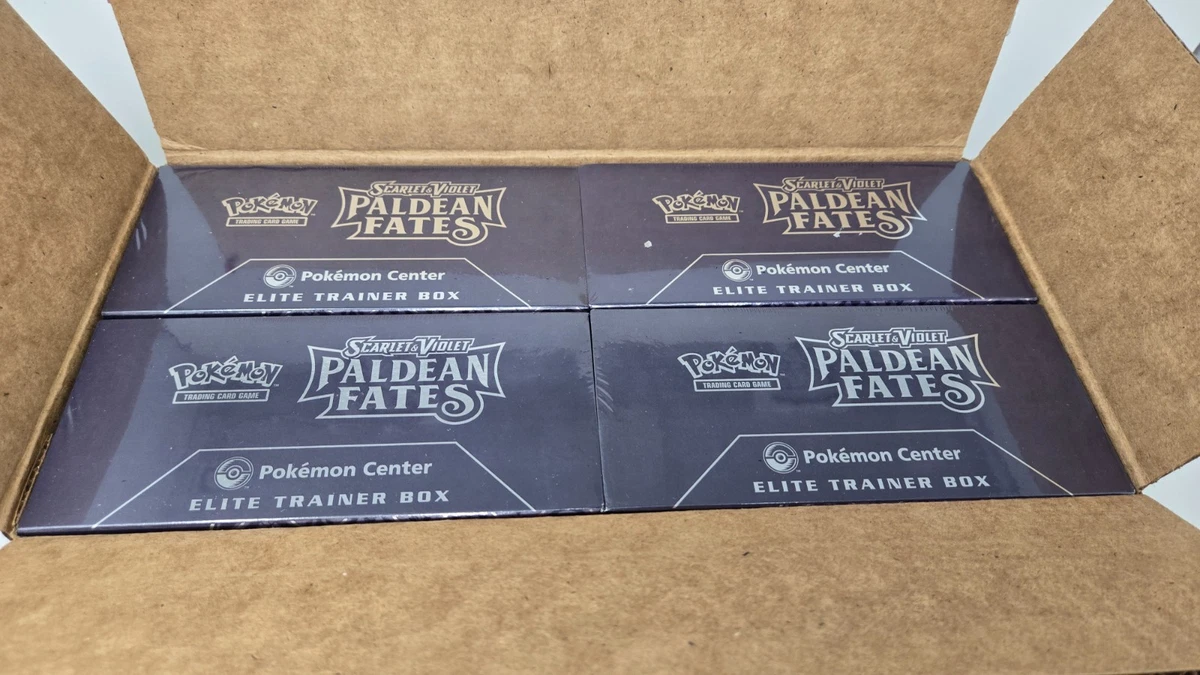 POKéMON
TRADING CARD GAME
SCARLET & VIOLET
PALDEAN
FATES
Pokémon Center
ELITE TRAINER BOX
POKéMON
TRADING CARD GAME
SCARLET & VIOLET
PALDEAN
FATES
Pokémon Center
ELITE TRAINER BOX
POKéMON
TRADING CARD GAME
SCARLET & VIOLET
PALDEAN
FATES
Pokémon Center
ELITE TRAINER BOX
POKéMON
TRADING CARD GAME
SCARLET & VIOLET
PALDEAN
FATES
Pokémon Center
ELITE TRAINER BOX